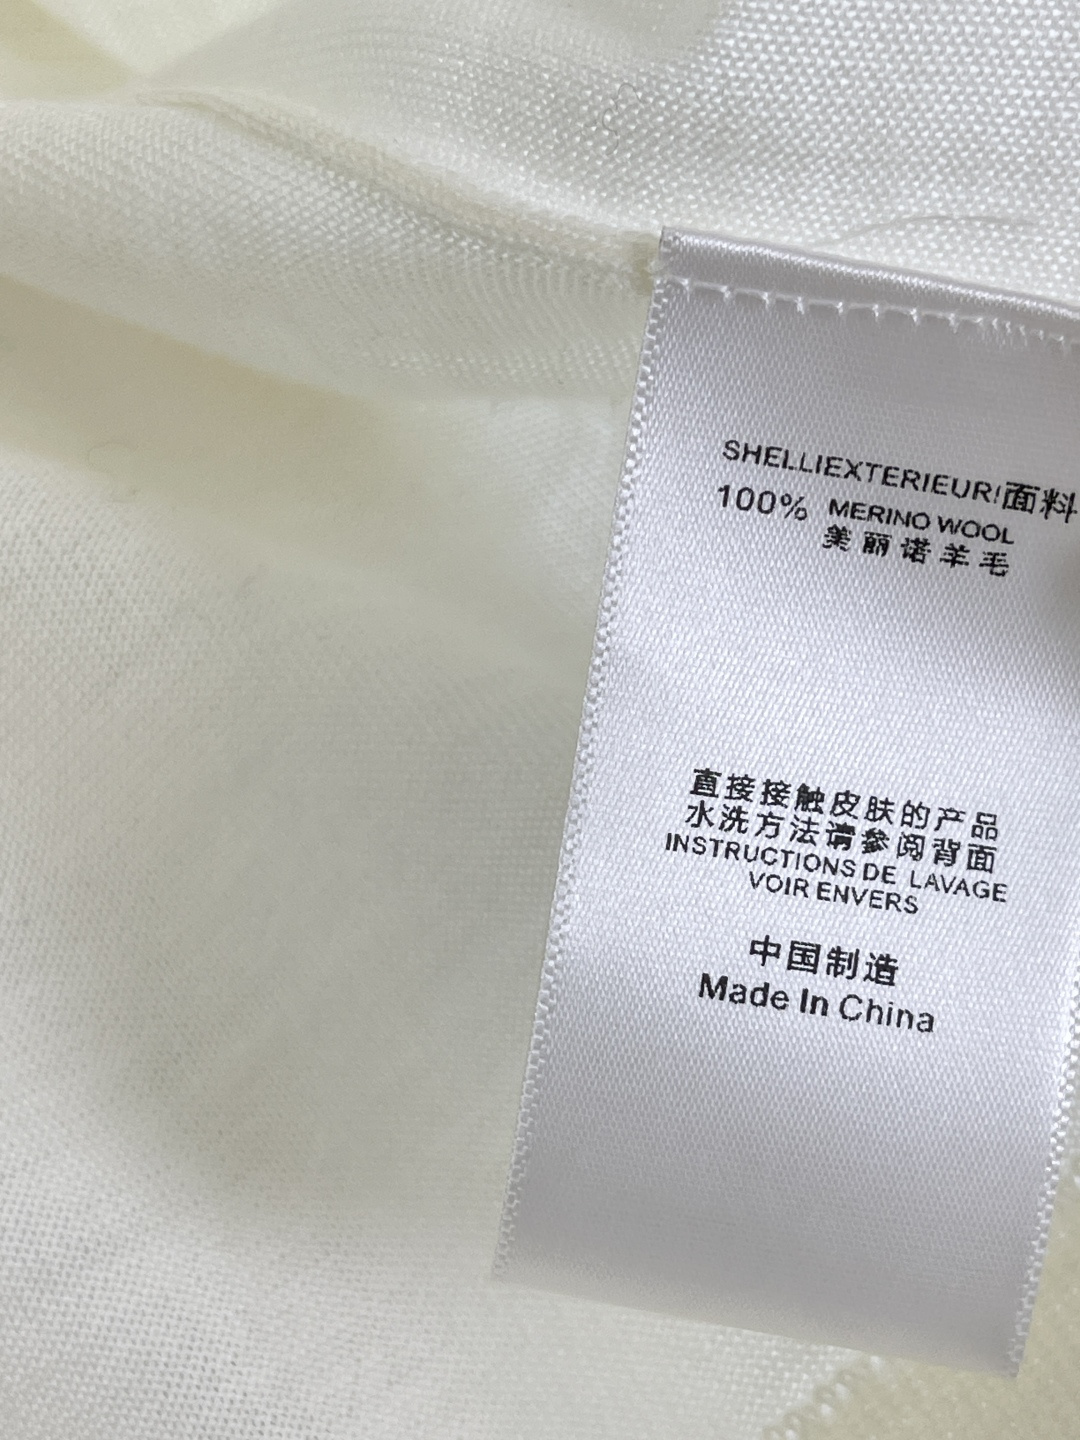 SHELLIEXTERIEUR/面料
100% MERINO WOOL
美丽诺羊毛
直接接触皮肤的产品
水洗方法请参阅背面
INSTRUCTIONS DE LAVAGE
VOIR ENVERS
中国制造
Made In China